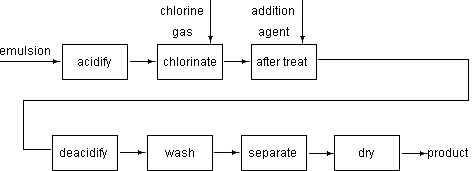 chlorine addition
gas agent
emulsion
acidify chlorinate after treat
deacidify wash separate dry product